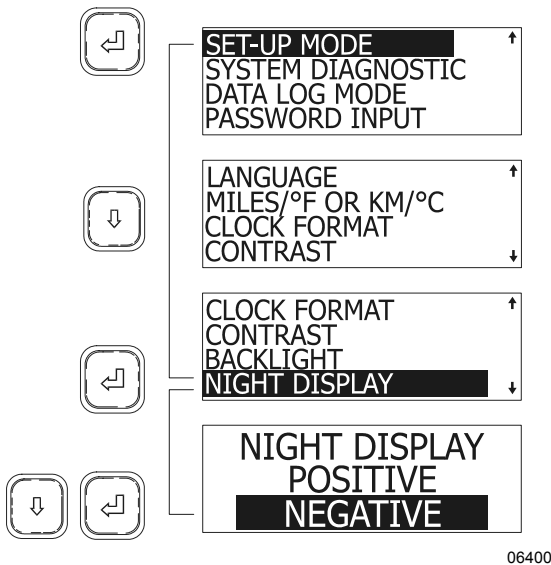 SET-UP MODE
SYSTEM DIAGNOSTIC
DATA LOG MODE
PASSWORD INPUT
LANGUAGE
MILES/°F OR KM/°C
CLOCK FORMAT
CONTRAST
CLOCK FORMAT
CONTRAST
BACKLIGHT
NIGHT DISPLAY
NIGHT DISPLAY
POSITIVE
NEGATIVE
06400